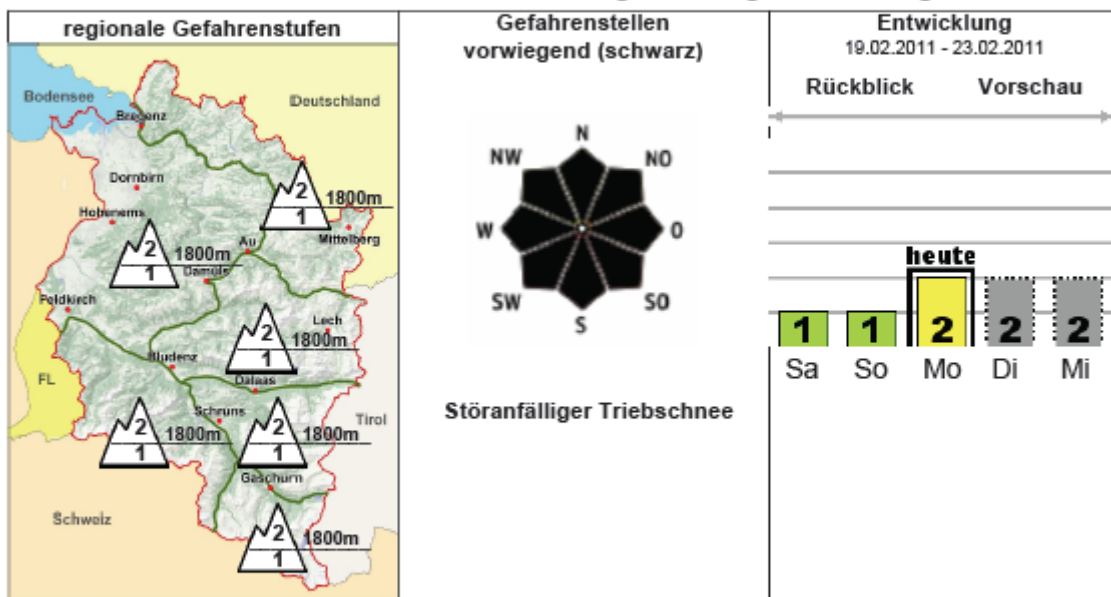 regionale Gefahrenstufen
Bodensee
Deutschland
Bregenz
Dornbirn
2
1800m
1
Hohenems
Mittelberg
Au
2
1800m
1
Damüls
Feldkirch
Lech
2
1800m
1
Bludenz
FL
Dalaas
Schruns
Tirol
2
1800m
1
2
1800m
1
Gaschurn
Schweiz
2
1800m
1
Gefahrenstellen
vorwiegend (schwarz)
N
NW
NO
W
O
SW
SO
S
Störanfälliger Triebschnee
Entwicklung
19.02.2011 - 23.02.2011
Rückblick Vorschau
heute
1 1 2 2 2
Sa So Mo Di Mi